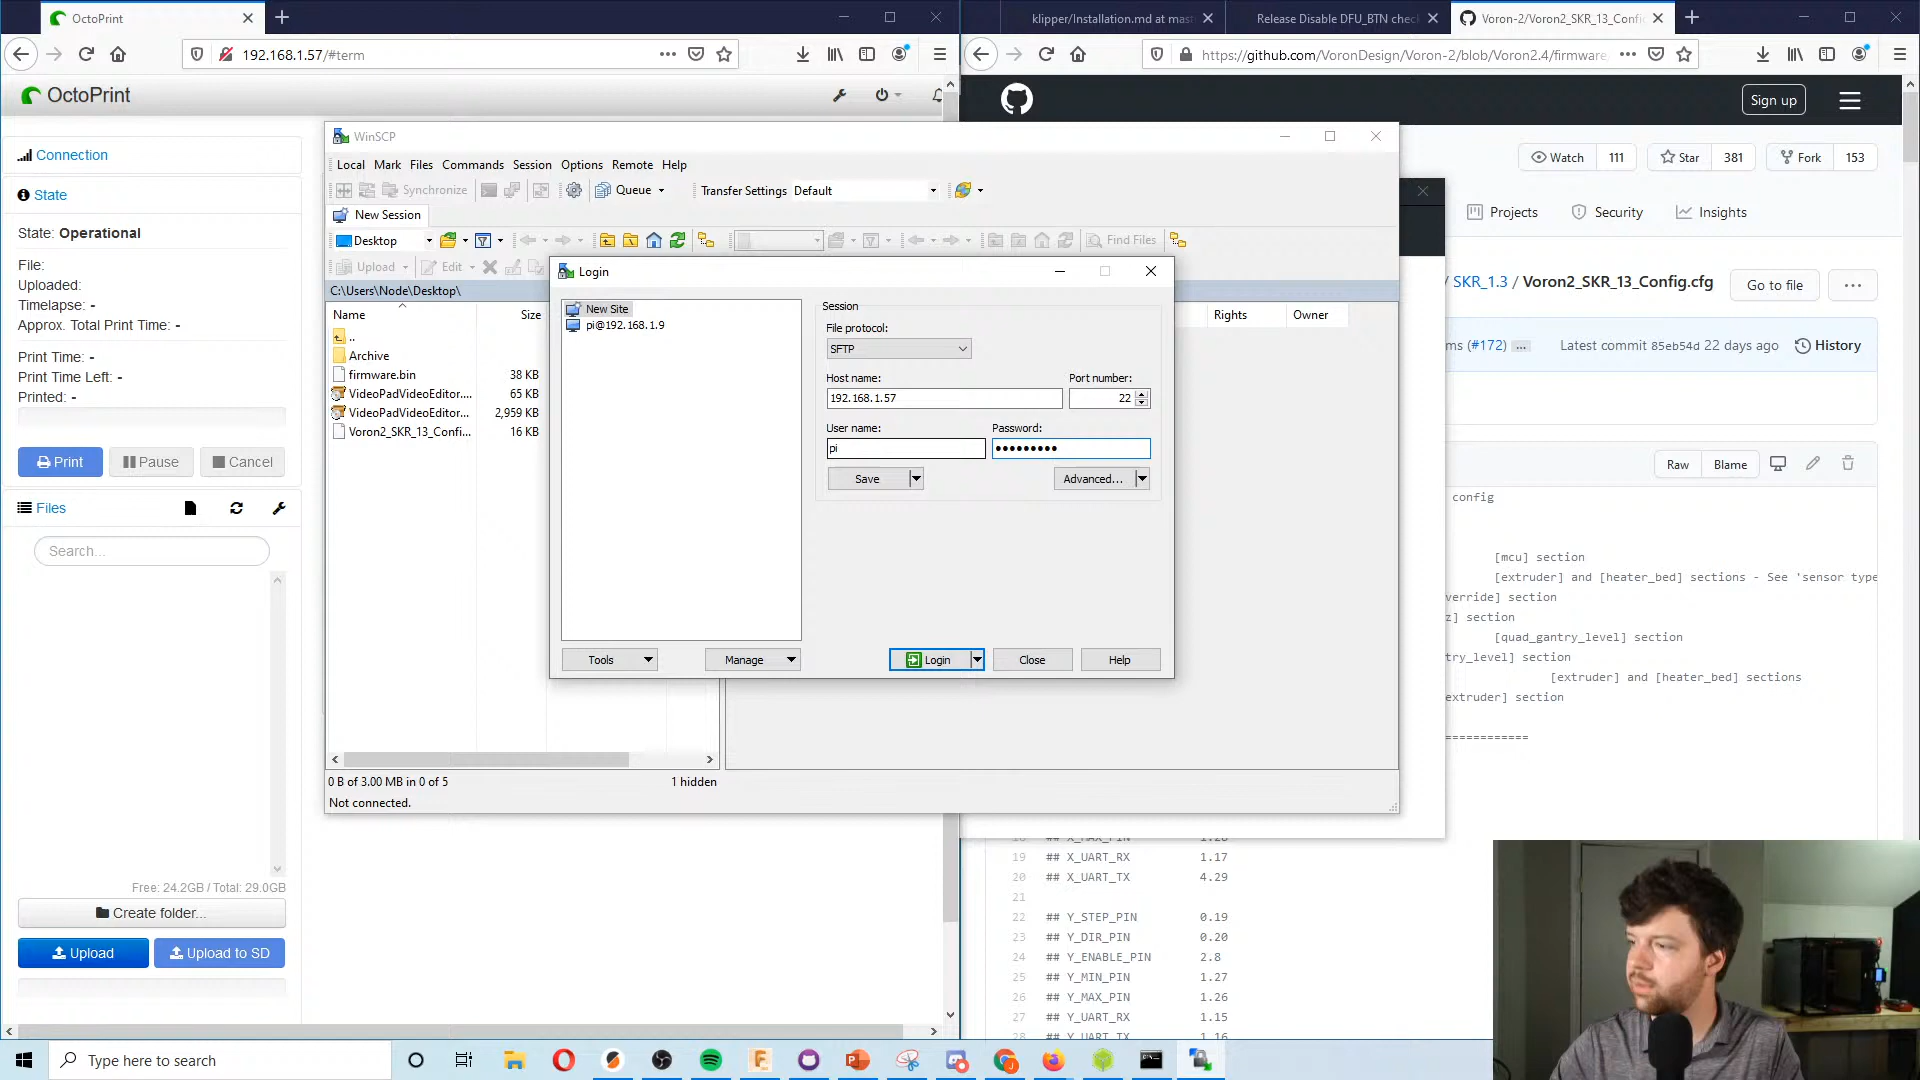 OctoPrint
192.168.1.57/#term
OctoPrint
Connection
State
State: Operational
File:
Uploaded:
Timelapse: -
Approx. Total Print Time: -
Print Time: -
Print Time Left: -
Printed: -
Print
Pause
Cancel
Files
Search...
Free: 24.2GB / Total: 29.0GB
Create folder...
Upload
Upload to SD
WinSCP
Local Mark Files Commands Session Options Remote Help
Synchronize
Queue
Transfer Settings Default
New Session
Desktop
Find Files
Upload
Edit
C:\Users\Node\Desktop\
Name Size
..
Archive
firmware.bin 38 KB
VideoPadVideoEditor.... 65 KB
VideoPadVideoEditor... 2,959 KB
Voron2_SKR_13_Confi... 16 KB
Rights Owner
0 B of 3.00 MB in 0 of 5
1 hidden
Not connected.
Login
New Site
pi@192.168.1.9
Session
File protocol:
SFTP
Host name:
Port number:
192.168.1.57
22
User name:
Password:
pi
•••••••••
Save
Advanced...
Tools
Manage
Login
Close
Help
klipper/Installation.md at mas
Release Disable DFU_BTN chec
Voron-2/Voron2_SKR_13_Confi
https://github.com/VoronDesign/Voron-2/blob/Voron2.4/firmware
Sign up
Watch 111
Star 381
Fork 153
Projects
Security
Insights
/ SKR_1.3 / Voron2_SKR_13_Config.cfg
Go to file
ms (#172)
Latest commit 85eb54d 22 days ago
History
Raw
Blame
config
[mcu] section
[extruder] and [heater_bed] sections - See 'sensor type
verride] section
z] section
[quad_gantry_level] section
try_level] section
[extruder] and [heater_bed] sections
extruder] section
============
18 ## X_MAX_PIN 1.28
19 ## X_UART_RX 1.17
20 ## X_UART_TX 4.29
21
22 ## Y_STEP_PIN 0.19
23 ## Y_DIR_PIN 0.20
24 ## Y_ENABLE_PIN 2.8
25 ## Y_MIN_PIN 1.27
26 ## Y_MAX_PIN 1.26
27 ## Y_UART_RX 1.15
28 ## Y_UART_TX 1.16
Type here to search